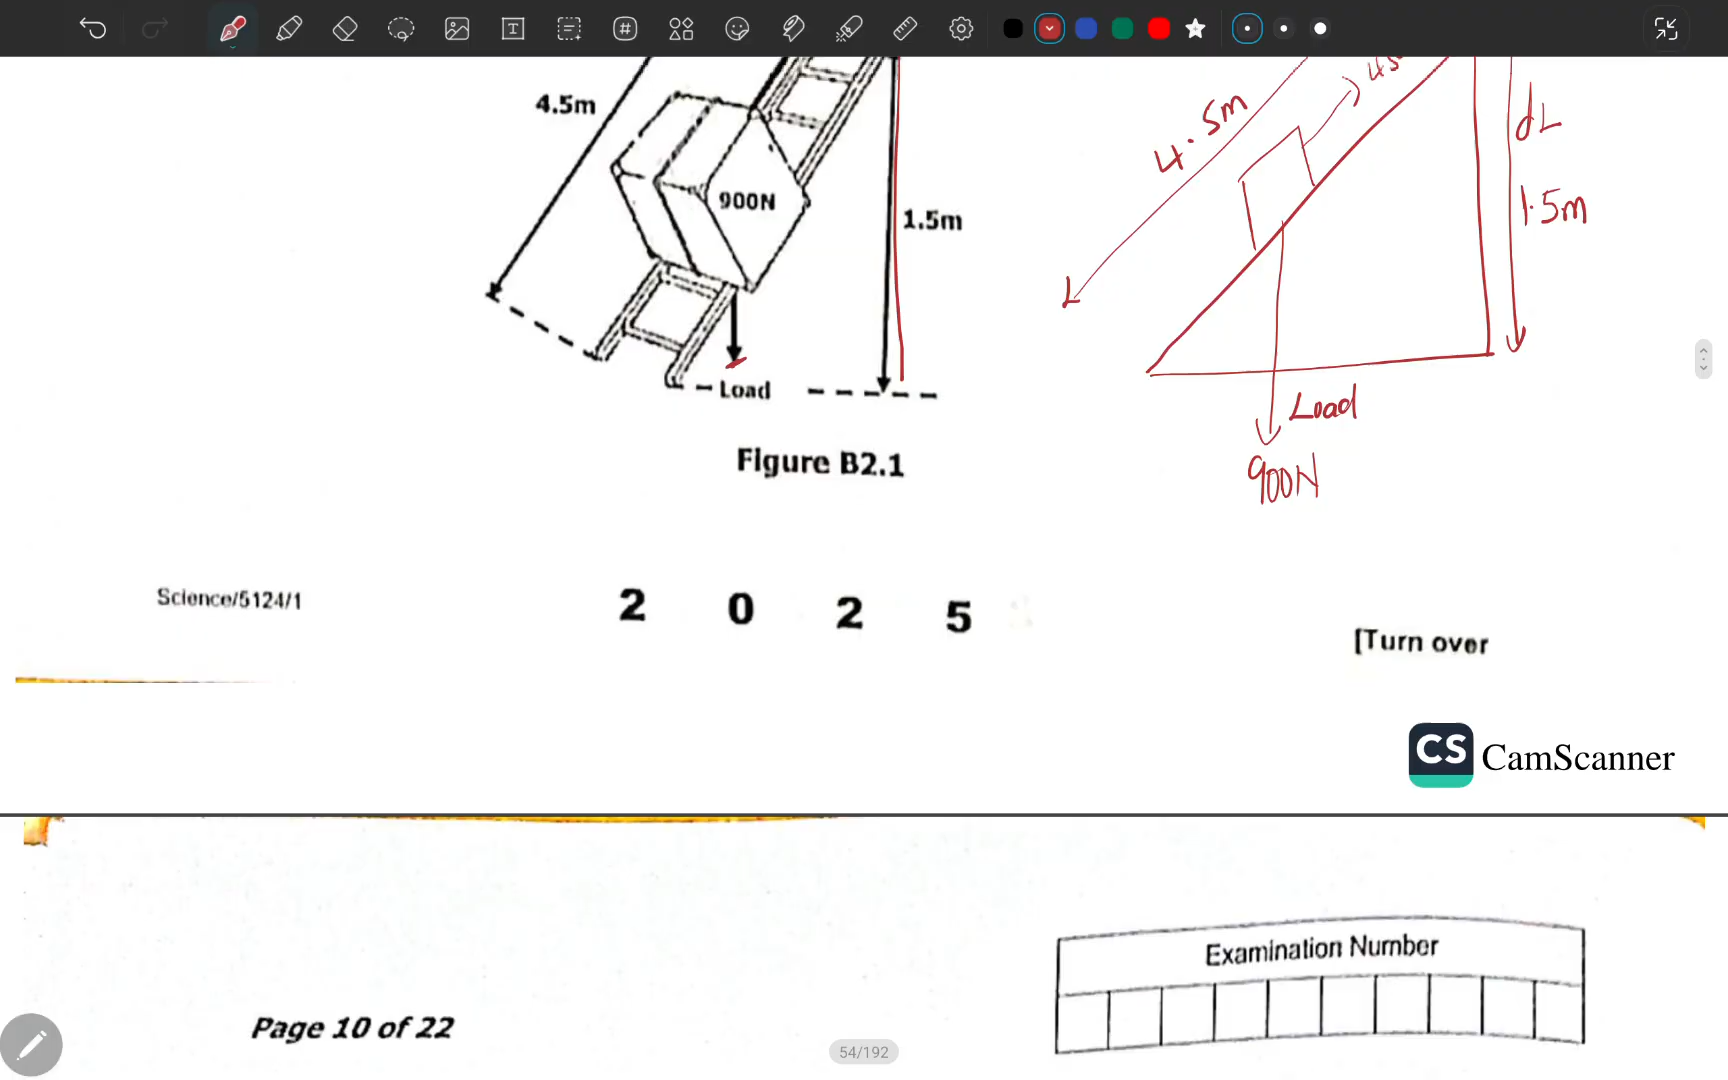 4.5m
900N
1.5m
Load
Figure B2.1
4.5m
dL
1.5m
Load
900N
Science/5124/1
2 0 2 5
[Turn over
CS CamScanner
Examination Number
Page 10 of 22
54/192